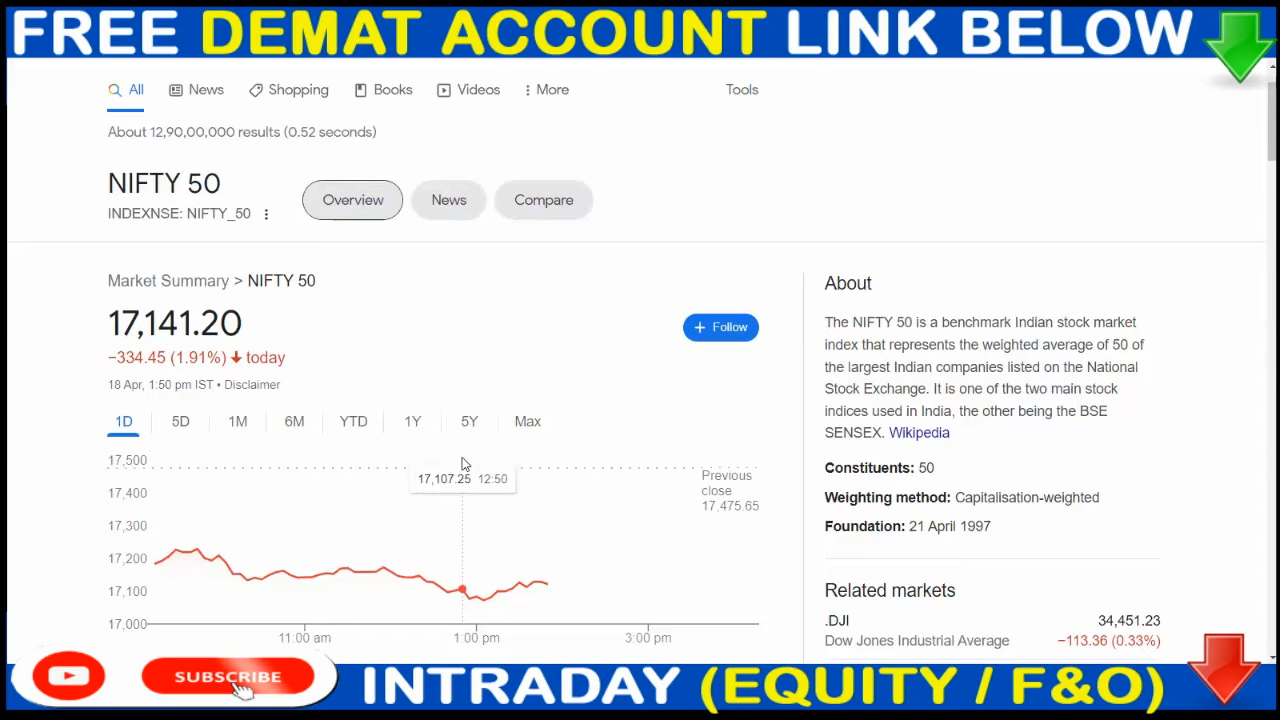 FREE DEMAT ACCOUNT LINK BELOW
All News Shopping Books Videos More Tools
About 12,90,00,000 results (0.52 seconds)
NIFTY 50
INDEXNSE: NIFTY_50
Overview News Compare
Market Summary > NIFTY 50
17,141.20
−334.45 (1.91%) today
18 Apr, 1:50 pm IST • Disclaimer
+ Follow
1D 5D 1M 6M YTD 1Y 5Y Max
17,500
17,400
17,300
17,200
17,100
17,000
17,107.25 12:50
Previous
close
17,475.65
11:00 am 1:00 pm 3:00 pm
About
The NIFTY 50 is a benchmark Indian stock market
index that represents the weighted average of 50 of
the largest Indian companies listed on the National
Stock Exchange. It is one of the two main stock
indices used in India, the other being the BSE
SENSEX. Wikipedia
Constituents: 50
Weighting method: Capitalisation-weighted
Foundation: 21 April 1997
Related markets
.DJI 34,451.23
Dow Jones Industrial Average −113.36 (0.33%)
SUBSCRIBE
INTRADAY (EQUITY / F&O)